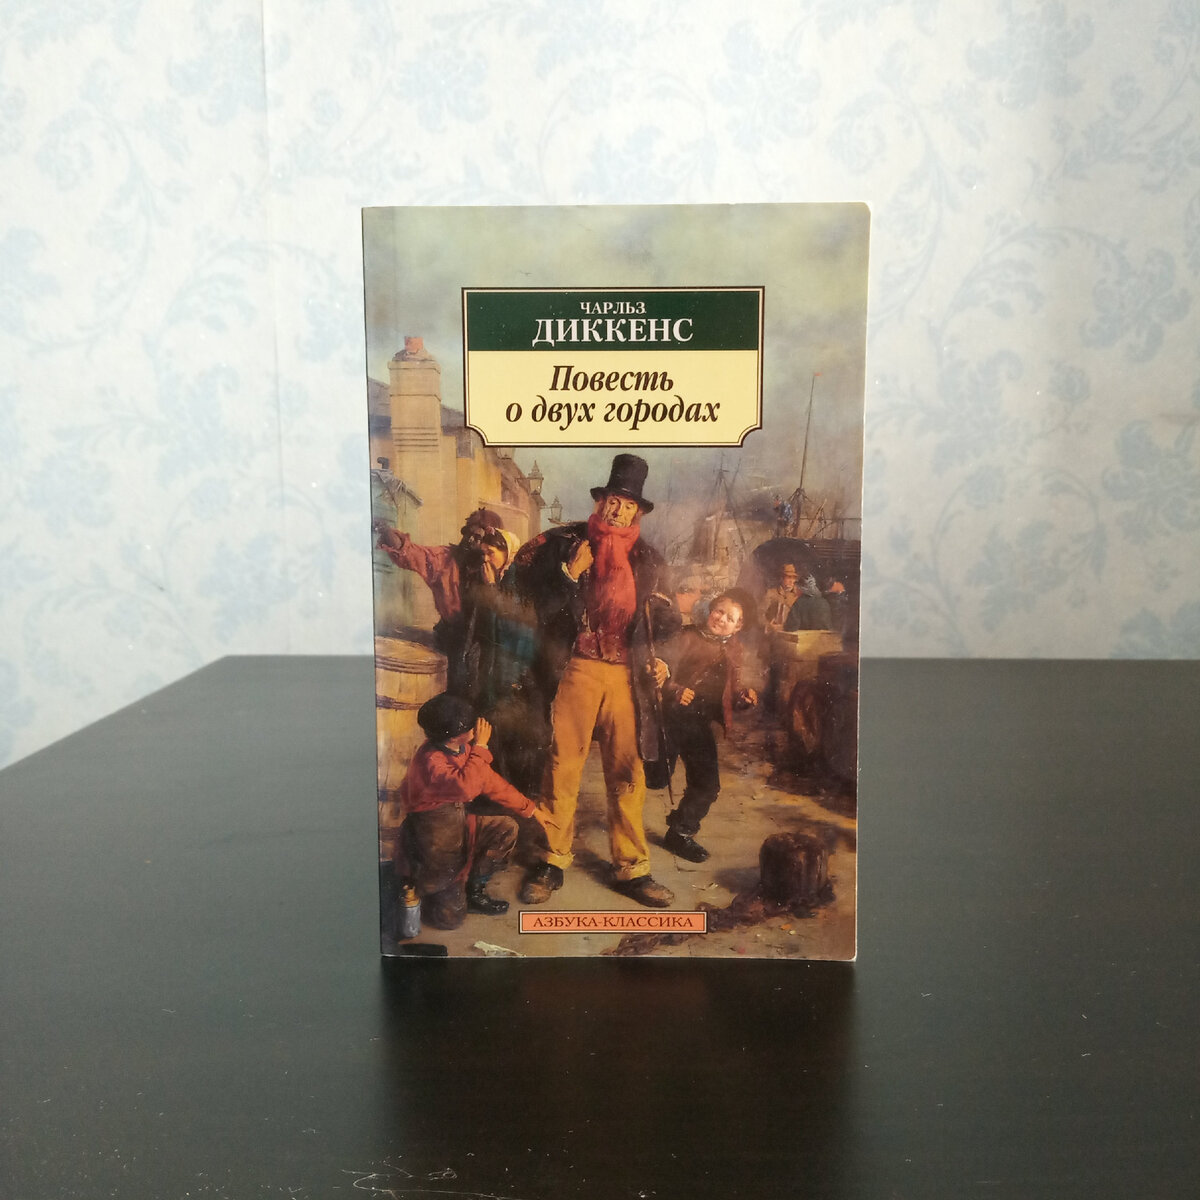 ЧАРЛЬЗ
ДИККЕНС
Повесть
о двух городах
АЗБУКА-КЛАССИКА